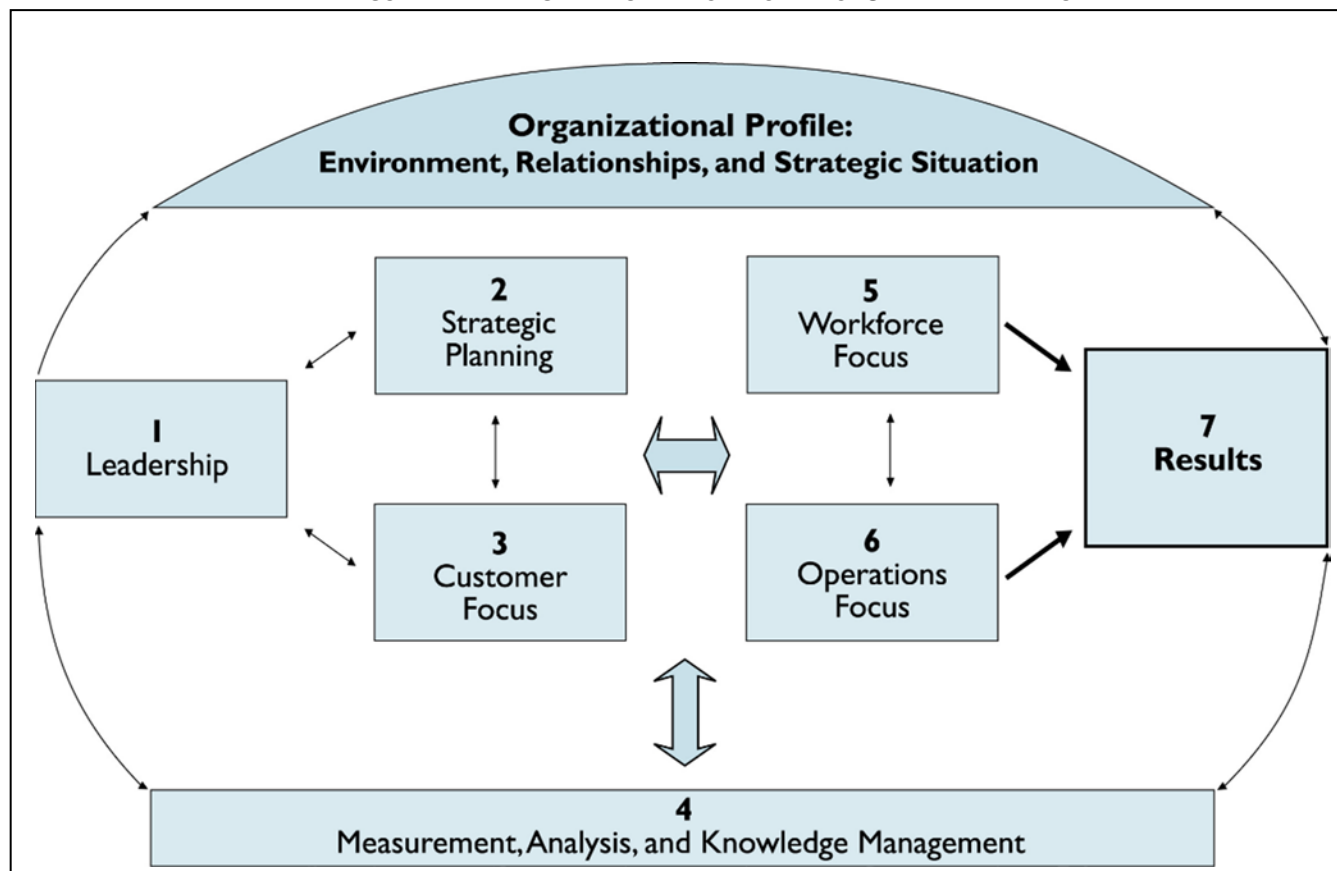 Organizational Profile:
Environment, Relationships, and Strategic Situation
2
Strategic
Planning
5
Workforce
Focus
1
Leadership
7
Results
3
Customer
Focus
6
Operations
Focus
4
Measurement, Analysis, and Knowledge Management